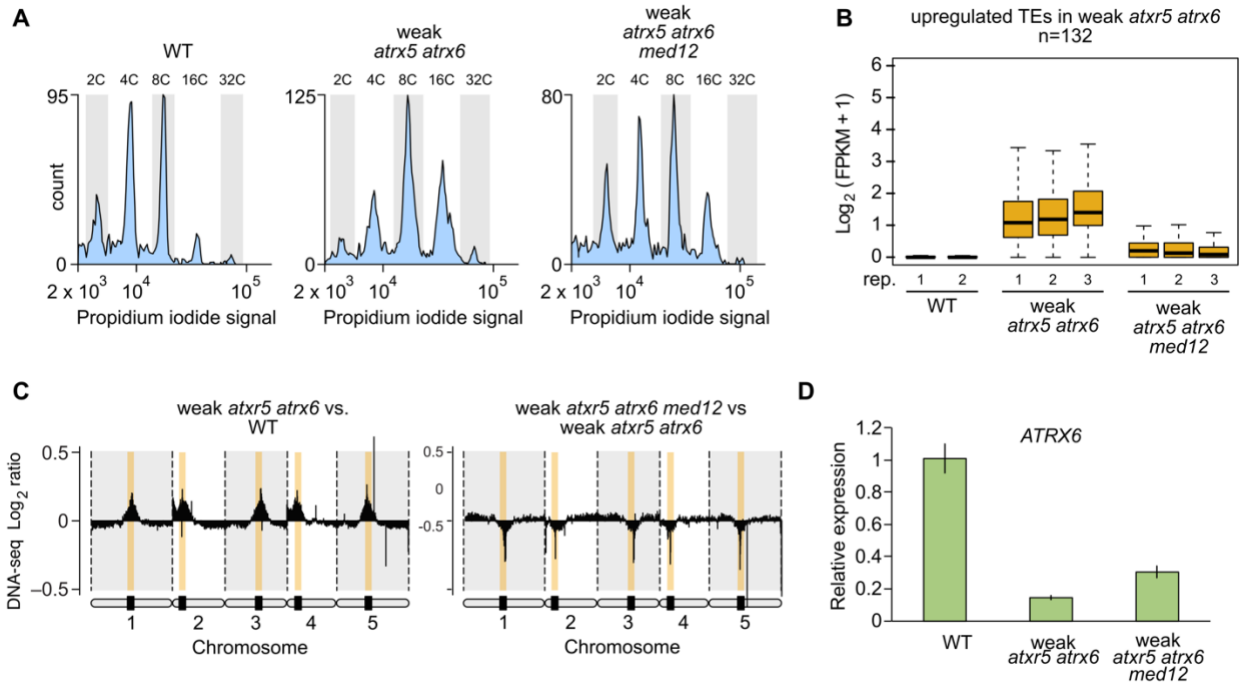 A
WT
weak
atrx5 atrx6
weak
atrx5 atrx6
med12
2C 4C 8C 16C 32C
2C 4C 8C 16C 32C
2C 4C 8C 16C 32C
95
count
0
2 x 10³ 10⁴ 10⁵
Propidium iodide signal
125
0
2 x 10³ 10⁴ 10⁵
Propidium iodide signal
80
0
2 x 10³ 10⁴ 10⁵
Propidium iodide signal
B
upregulated TEs in weak atxr5 atrx6
n=132
Log₂ (FPKM + 1)
6
5
4
3
2
1
0
rep. 1 2 1 2 3 1 2 3
WT
weak
atrx5 atrx6
weak
atxr5 atrx6
med12
C
weak atxr5 atrx6 vs.
WT
DNA-seq Log₂ ratio
0.5
0
–0.5
1 2 3 4 5
Chromosome
weak atxr5 atrx6 med12 vs
weak atxr5 atrx6
0.5
0
-0.5
1 2 3 4 5
Chromosome
D
ATRX6
Relative expression
1.2
1
0.8
0.6
0.4
0.2
0
WT
weak
atxr5 atrx6
weak
atxr5 atrx6
med12